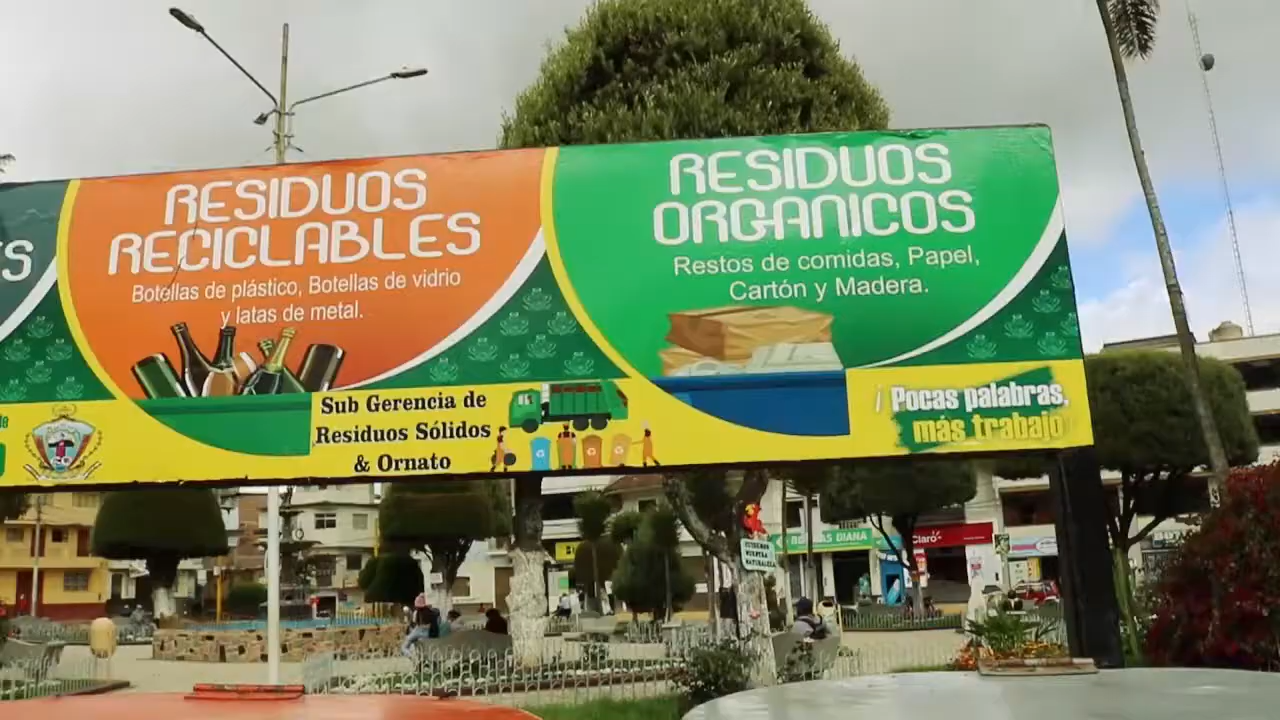 RESIDUOS
RECICLABLES
Botellas de plástico, Botellas de vidrio
y latas de metal.
RESIDUOS
ORGANICOS
Restos de comidas, Papel,
Cartón y Madera.
Sub Gerencia de
Residuos Sólidos
& Ornato
¡Pocas palabras,
más trabajo
DIANA
Claro